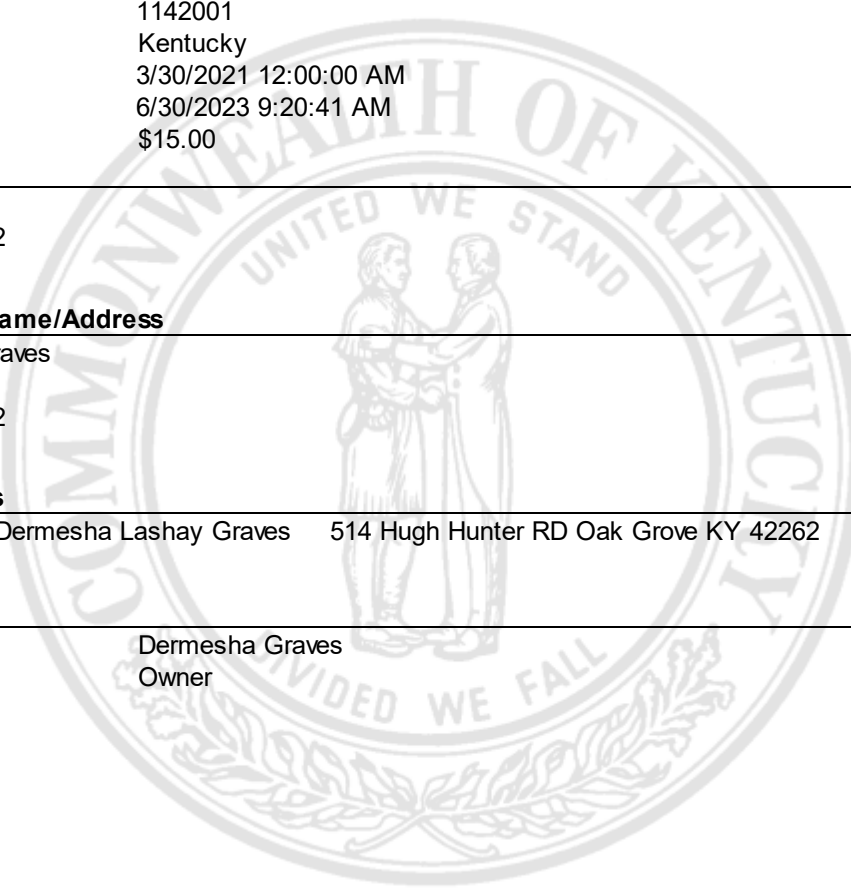 1142001
Kentucky
3/30/2021 12:00:00 AM
6/30/2023 9:20:41 AM
$15.00
2
ame/Address
raves
2
s
Dermesha Lashay Graves 514 Hugh Hunter RD Oak Grove KY 42262
Dermesha Graves
Owner
COMMONWEALTH OF KENTUCKY
UNITED WE STAND
DIVIDED WE FALL